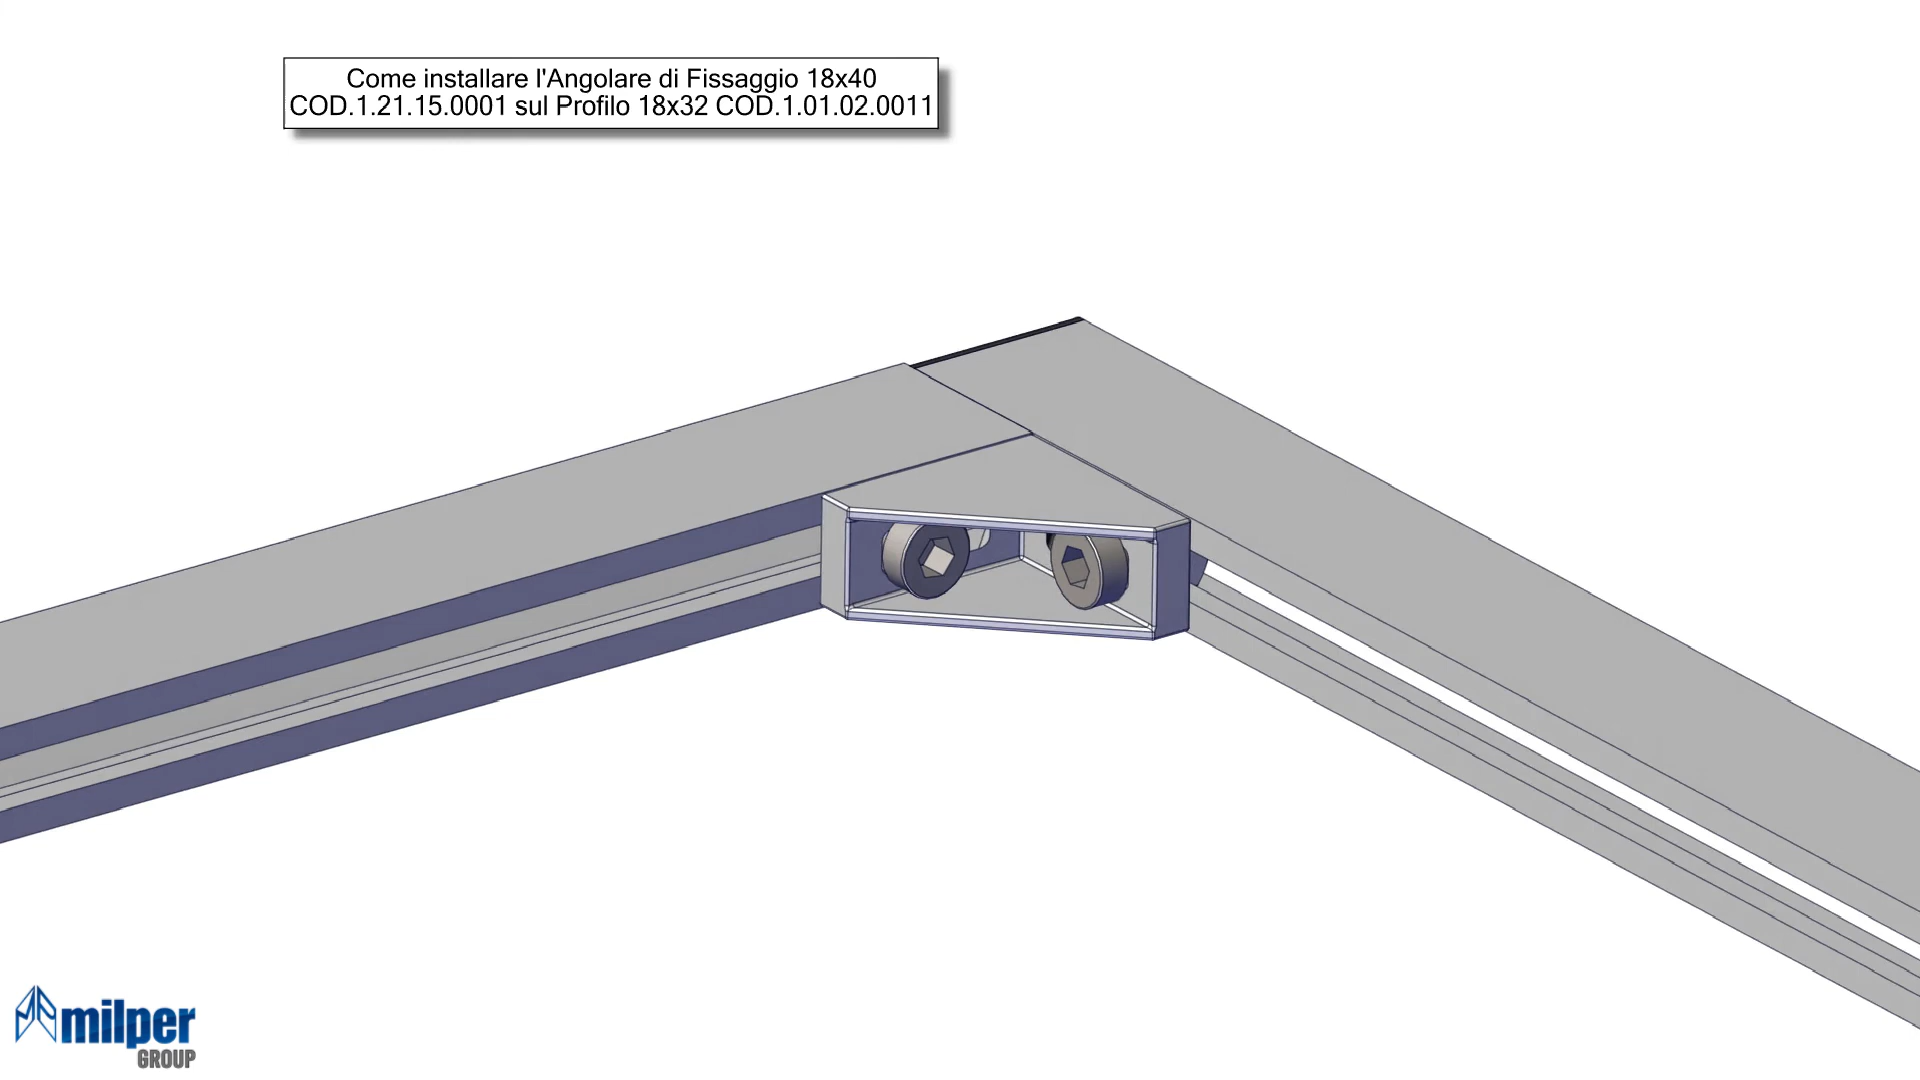 Come installare l'Angolare di Fissaggio 18x40
COD.1.21.15.0001 sul Profilo 18x32 COD.1.01.02.0011
milper
GROUP